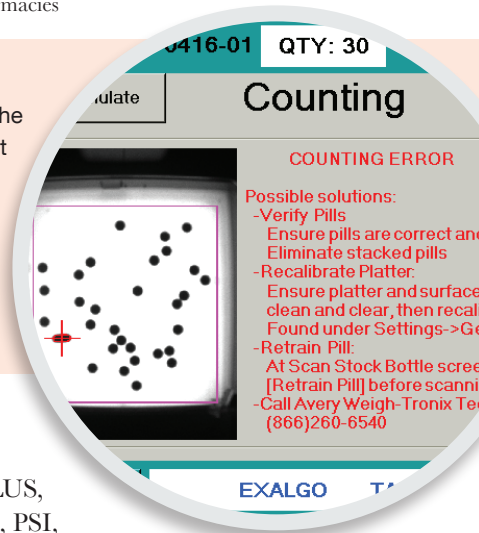 macies
0416-01 QTY: 30
ulate
Counting
he
t
COUNTING ERROR
Possible solutions:
-Verify Pills
Ensure pills are correct and
Eliminate stacked pills
-Recalibrate Platter:
Ensure platter and surface
clean and clear, then recali
Found under Settings->Ge
-Retrain Pill:
At Scan Stock Bottle scree
[Retrain Pill] before scanni
-Call Avery Weigh-Tronix Tec
(866)260-6540
EXALGO TA
LUS,
, PSI,